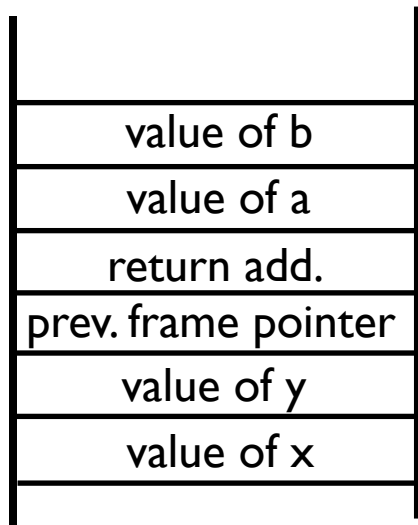 value of b
value of a
return add.
prev. frame pointer
value of y
value of x